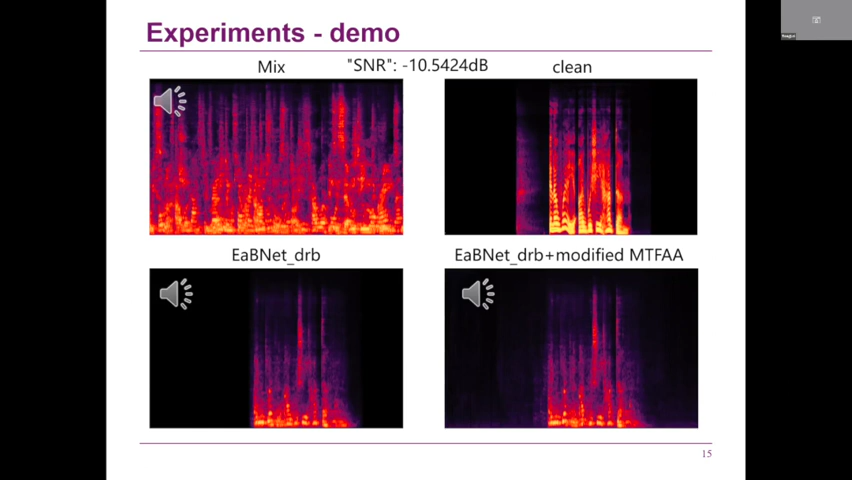 Experiments - demo
Mix
"SNR": -10.5424dB
clean
EaBNet_drb
EaBNet_drb+modified MTFAA
15